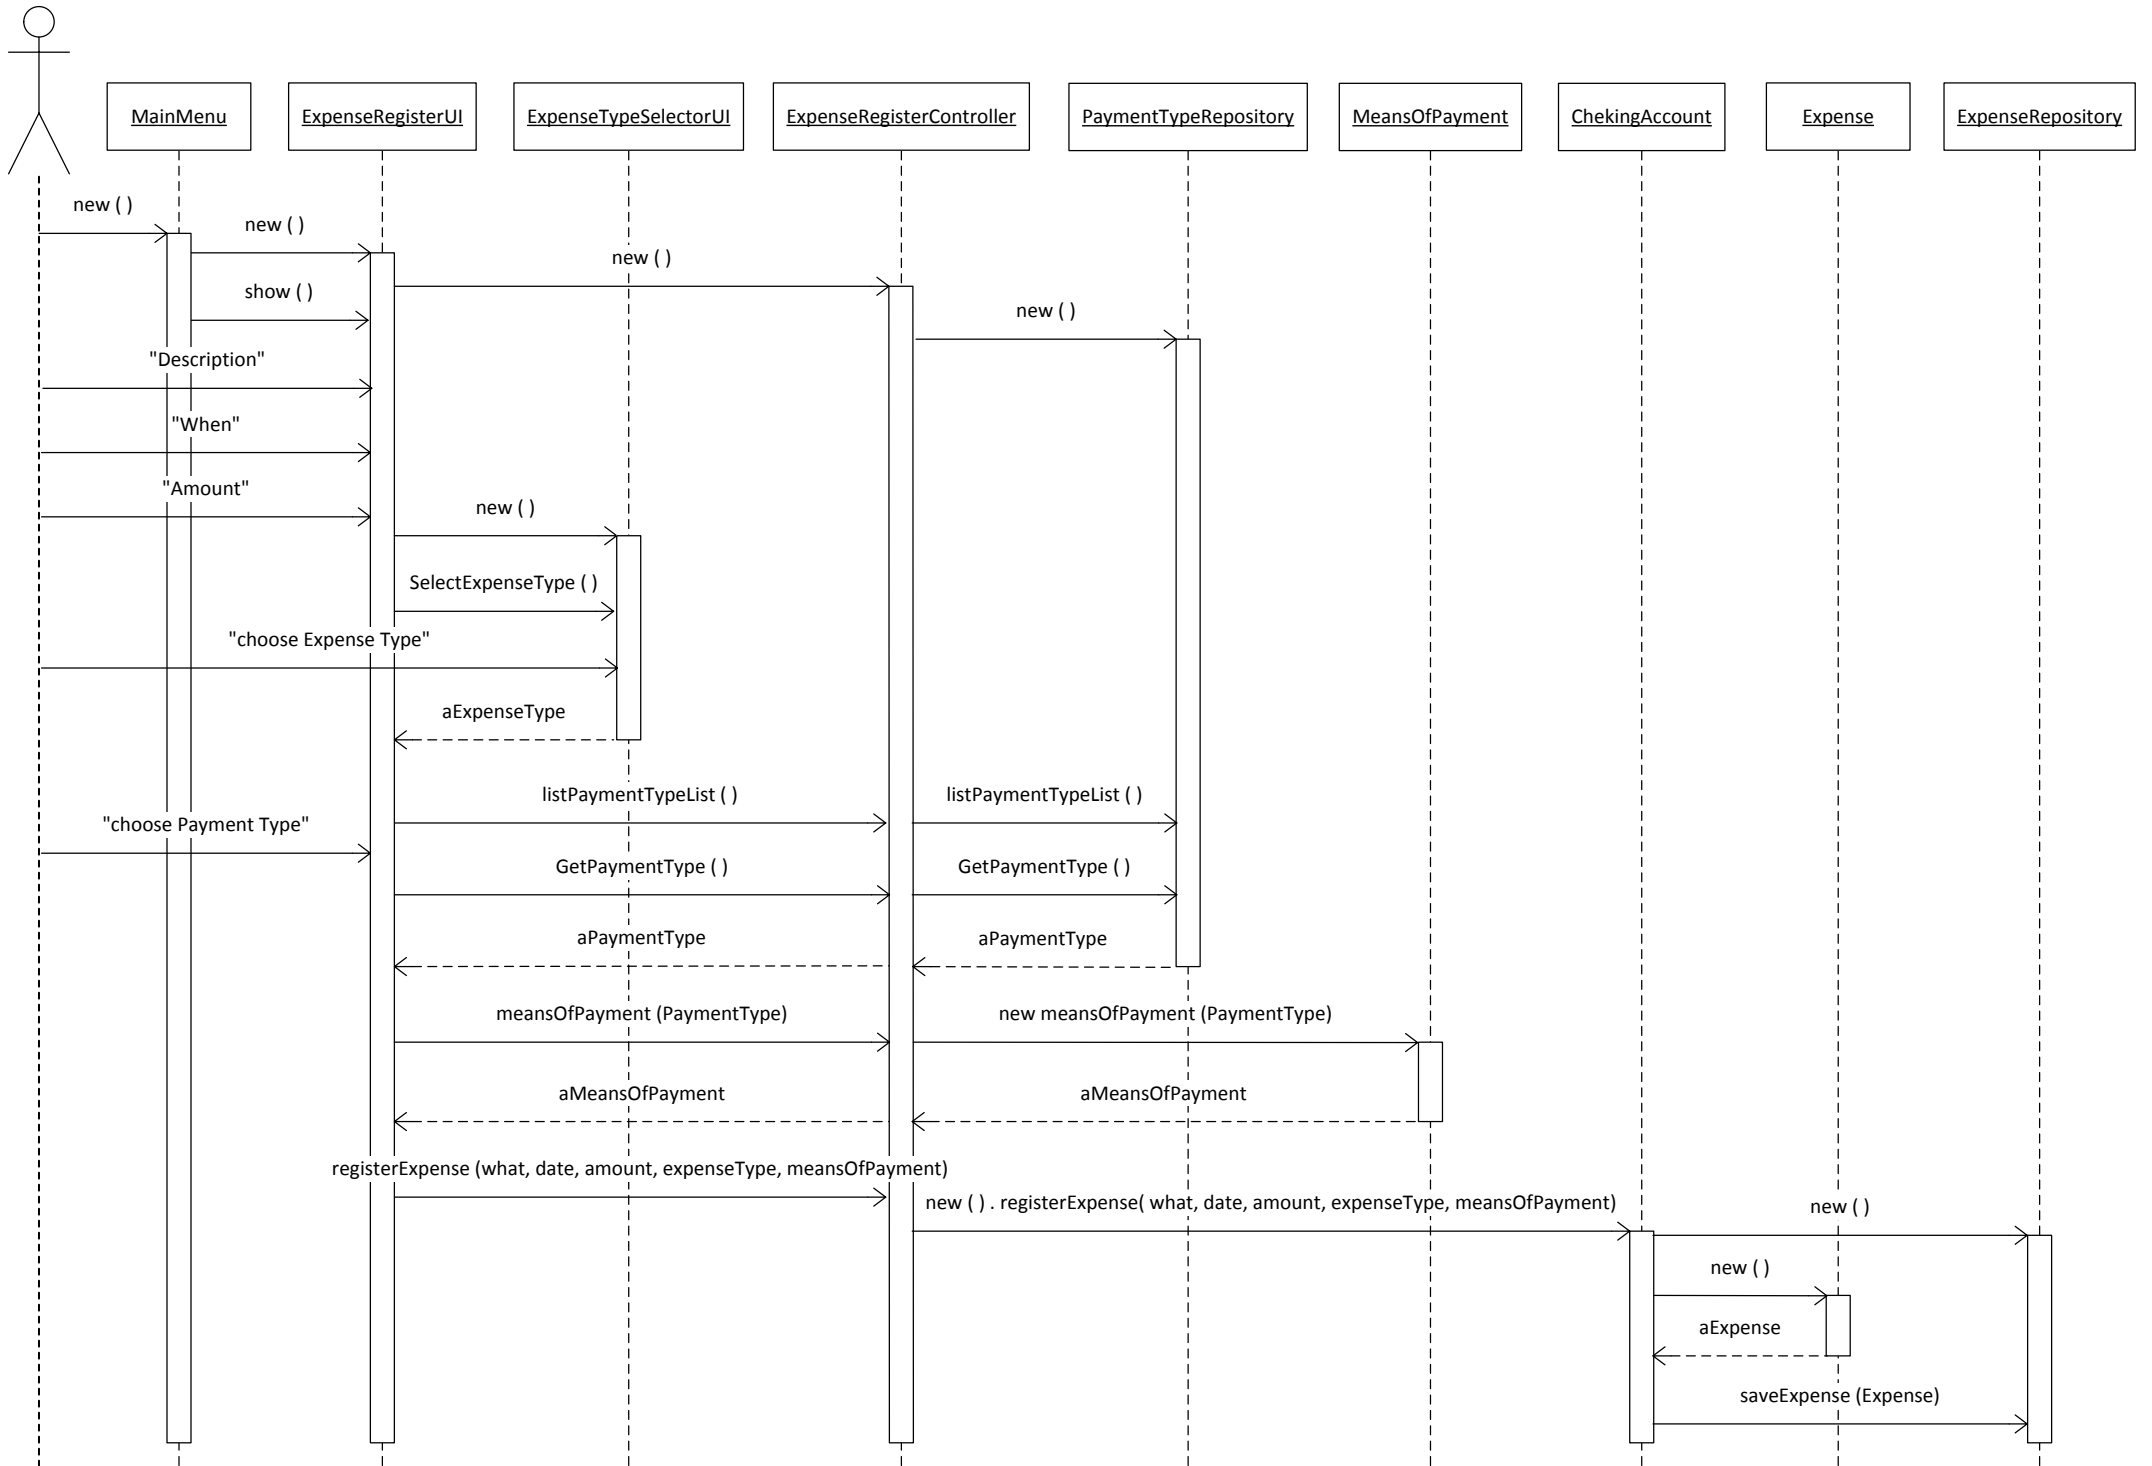 MainMenu
ExpenseRegisterUI
ExpenseTypeSelectorUI
ExpenseRegisterController
PaymentTypeRepository
MeansOfPayment
ChekingAccount
Expense
ExpenseRepository
new ( )
new ( )
new ( )
show ( )
new ( )
"Description"
"When"
"Amount"
new ( )
SelectExpenseType ( )
"choose Expense Type"
aExpenseType
listPaymentTypeList ( )
listPaymentTypeList ( )
"choose Payment Type"
GetPaymentType ( )
GetPaymentType ( )
aPaymentType
aPaymentType
meansOfPayment (PaymentType)
new meansOfPayment (PaymentType)
aMeansOfPayment
aMeansOfPayment
registerExpense (what, date, amount, expenseType, meansOfPayment)
new ( ) . registerExpense( what, date, amount, expenseType, meansOfPayment)
new ( )
new ( )
aExpense
saveExpense (Expense)